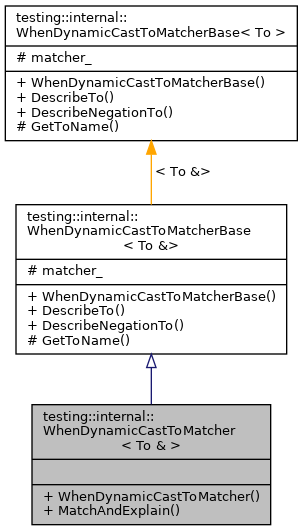 testing::internal::
WhenDynamicCastToMatcherBase< To >
# matcher_
+ WhenDynamicCastToMatcherBase()
+ DescribeTo()
+ DescribeNegationTo()
# GetToName()
< To &>
testing::internal::
WhenDynamicCastToMatcherBase
< To &>
# matcher_
+ WhenDynamicCastToMatcherBase()
+ DescribeTo()
+ DescribeNegationTo()
# GetToName()
testing::internal::
WhenDynamicCastToMatcher
< To & >
+ WhenDynamicCastToMatcher()
+ MatchAndExplain()